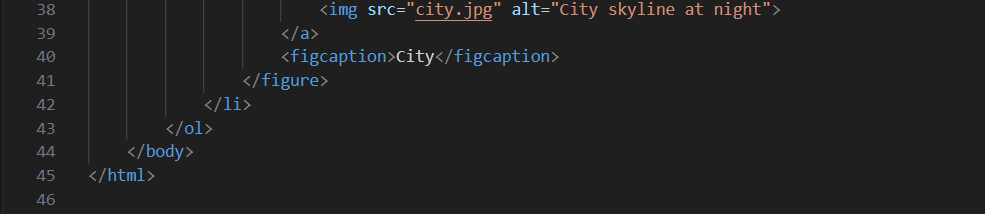 38 <img src="city.jpg" alt="City skyline at night">
39 </a>
40 <figcaption>City</figcaption>
41 </figure>
42 </li>
43 </ol>
44 </body>
45 </html>
46